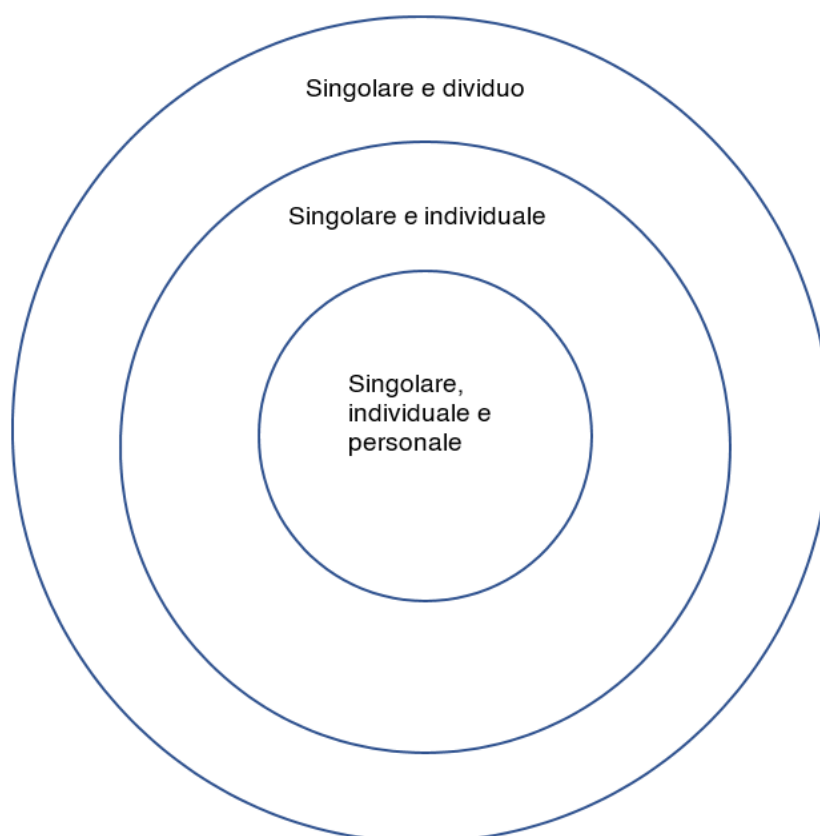 Singolare e dividuo
Singolare e individuale
Singolare,
individuale e
personale